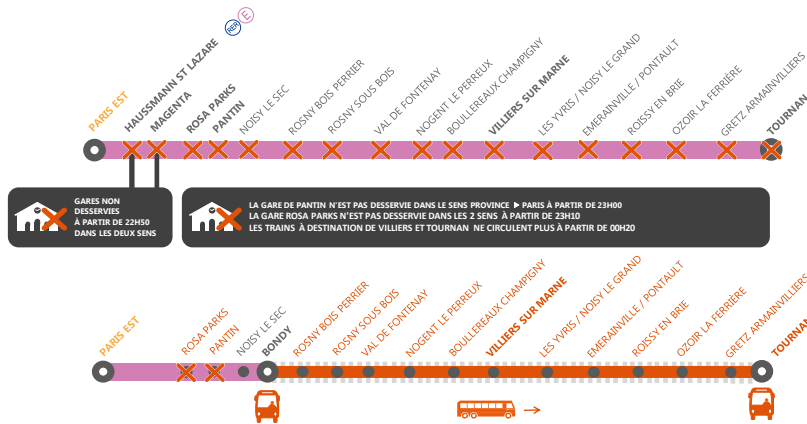 PARIS EST
HAUSSMANN ST LAZARE
RER E
MAGENTA
ROSA PARKS
PANTIN
NOISY LE SEC
ROSNY BOIS PERRIER
ROSNY SOUS BOIS
VAL DE FONTENAY
NOGENT LE PERREUX
BOULLEREAUX CHAMPIGNY
VILLIERS SUR MARNE
LES YVRIS / NOISY LE GRAND
EMERAINVILLE / PONTAULT
ROISSY EN BRIE
OZOIR LA FERRIÈRE
GRETZ ARMAINVILLIERS
TOURNAN
GARES NON
DESSERVIES
À PARTIR DE 22H50
DANS LES DEUX SENS
LA GARE DE PANTIN N'EST PAS DESSERVIE DANS LE SENS PROVINCE ▶ PARIS À PARTIR DE 23H00
LA GARE ROSA PARKS N'EST PAS DESSERVIE DANS LES 2 SENS À PARTIR DE 23H10
LES TRAINS À DESTINATION DE VILLIERS ET TOURNAN NE CIRCULENT PLUS À PARTIR DE 00H20
PARIS EST
ROSA PARKS
PANTIN
NOISY LE SEC
BONDY
ROSNY BOIS PERRIER
ROSNY SOUS BOIS
VAL DE FONTENAY
NOGENT LE PERREUX
BOULLEREAUX CHAMPIGNY
VILLIERS SUR MARNE
LES YVRIS / NOISY LE GRAND
EMERAINVILLE / PONTAULT
ROISSY EN BRIE
OZOIR LA FERRIÈRE
GRETZ ARMAINVILLIERS
TOURNAN